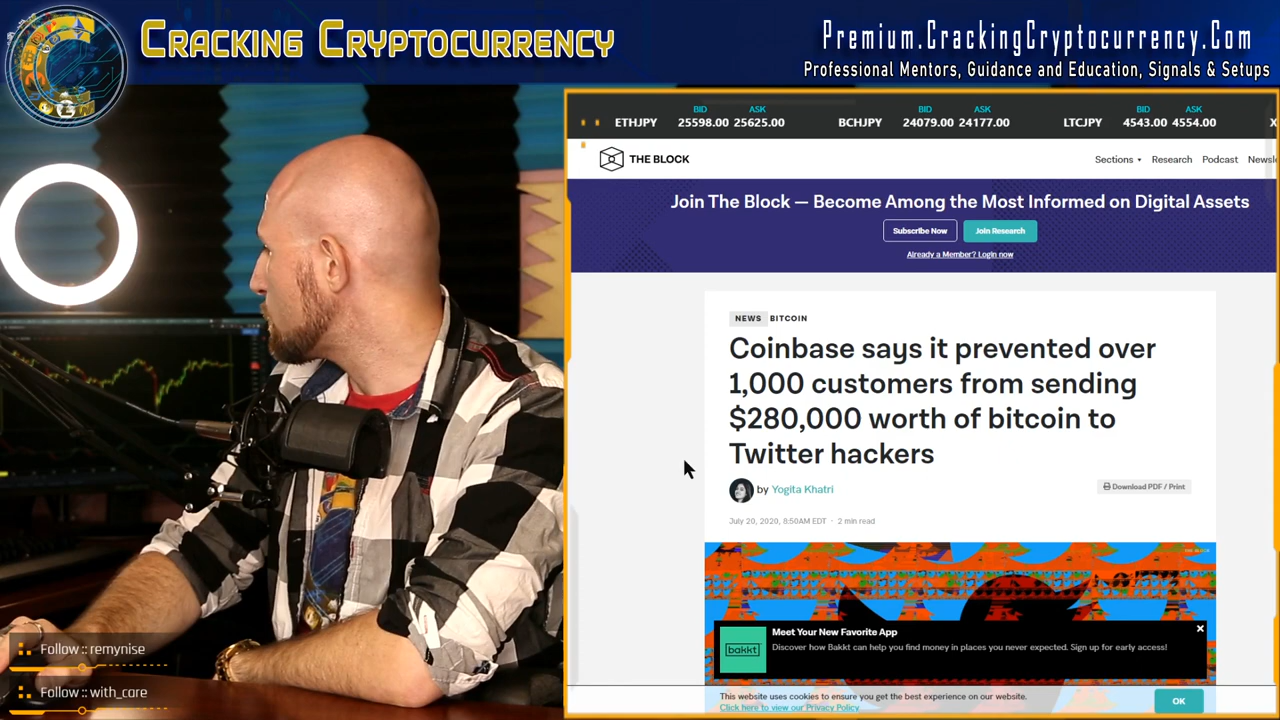 Cracking Cryptocurrency
Premium.CrackingCryptocurrency.Com
Professional Mentors, Guidance and Education, Signals & Setups
BID ASK BID ASK BID ASK
ETHJPY 25598.00 25625.00 BCHJPY 24079.00 24177.00 LTCJPY 4543.00 4554.00 X
THE BLOCK
Sections Research Podcast Newsle
Join The Block — Become Among the Most Informed on Digital Assets
Subscribe Now Join Research
Already a Member? Login now
NEWS BITCOIN
Coinbase says it prevented over
1,000 customers from sending
$280,000 worth of bitcoin to
Twitter hackers
by Yogita Khatri
Download PDF / Print
July 20, 2020, 8:50AM EDT · 2 min read
THE BLOCK
Meet Your New Favorite App
bakkt
Discover how Bakkt can help you find money in places you never expected. Sign up for early access!
This website uses cookies to ensure you get the best experience on our website.
Click here to view our Privacy Policy
OK
Follow :: remynise
Follow :: with_care